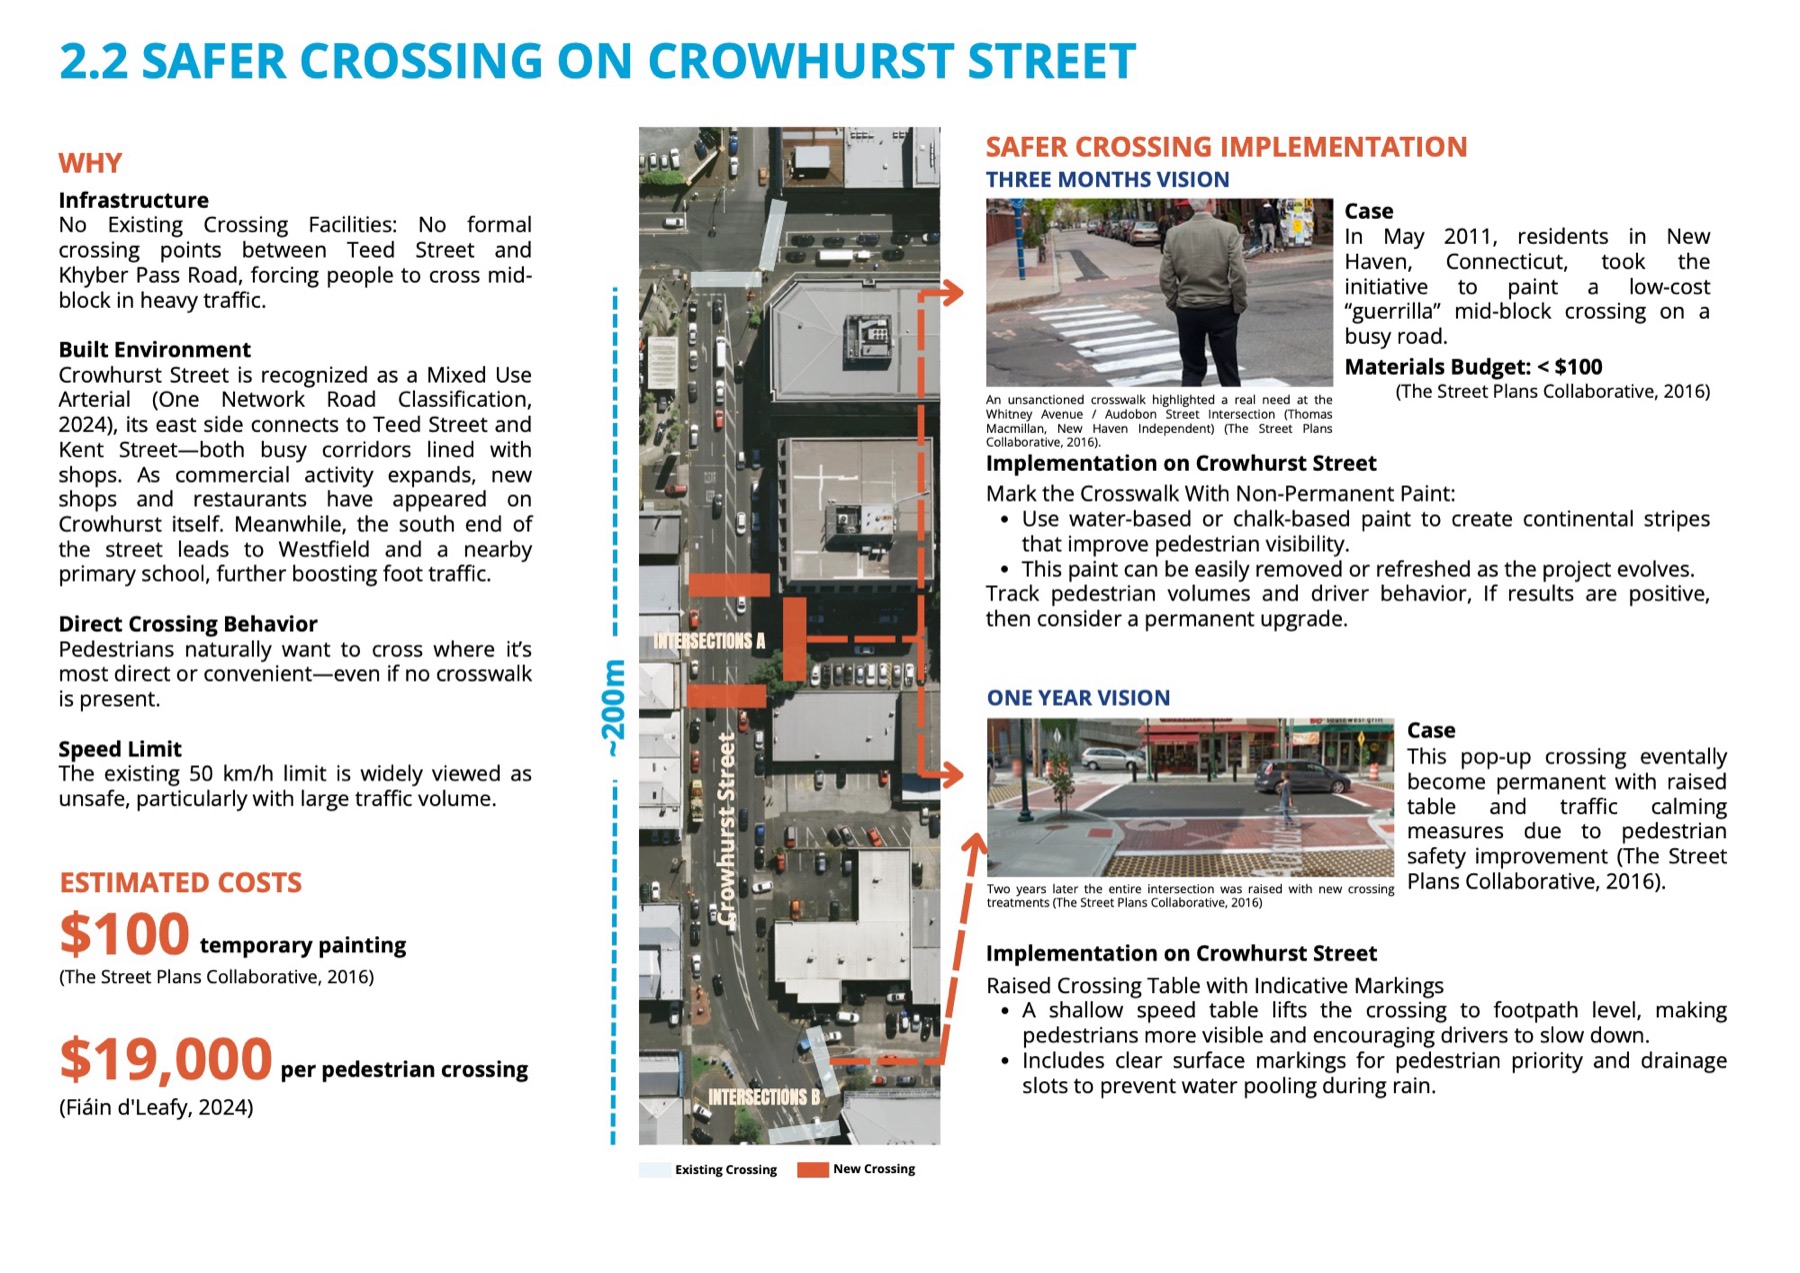 2.2 SAFER CROSSING ON CROWHURST STREET
WHY
Infrastructure
No Existing Crossing Facilities: No formal
crossing points between Teed Street and
Khyber Pass Road, forcing people to cross mid-
block in heavy traffic.
Built Environment
Crowhurst Street is recognized as a Mixed Use
Arterial (One Network Road Classification,
2024), its east side connects to Teed Street and
Kent Street—both busy corridors lined with
shops. As commercial activity expands, new
shops and restaurants have appeared on
Crowhurst itself. Meanwhile, the south end of
the street leads to Westfield and a nearby
primary school, further boosting foot traffic.
Direct Crossing Behavior
Pedestrians naturally want to cross where it's
most direct or convenient—even if no crosswalk
is present.
Speed Limit
The existing 50 km/h limit is widely viewed as
unsafe, particularly with large traffic volume.
ESTIMATED COSTS
$100 temporary painting
(The Street Plans Collaborative, 2016)
$19,000 per pedestrian crossing
(Fiáin d'Leafy, 2024)
~200m
INTERSECTIONS A
Crowhurst Street
INTERSECTIONS B
Existing Crossing
New Crossing
SAFER CROSSING IMPLEMENTATION
THREE MONTHS VISION
Case
In May 2011, residents in New
Haven, Connecticut, took the
initiative to paint a low-cost
“guerrilla” mid-block crossing on a
busy road.
Materials Budget: < $100
(The Street Plans Collaborative, 2016)
An unsanctioned crosswalk highlighted a real need at the
Whitney Avenue / Audobon Street Intersection (Thomas
Macmillan, New Haven Independent) (The Street Plans
Collaborative, 2016).
Implementation on Crowhurst Street
Mark the Crosswalk With Non-Permanent Paint:
• Use water-based or chalk-based paint to create continental stripes
that improve pedestrian visibility.
• This paint can be easily removed or refreshed as the project evolves.
Track pedestrian volumes and driver behavior, If results are positive,
then consider a permanent upgrade.
ONE YEAR VISION
Case
This pop-up crossing eventally
become permanent with raised
table and traffic calming
measures due to pedestrian
safety improvement (The Street
Plans Collaborative, 2016).
Two years later the entire intersection was raised with new crossing
treatments (The Street Plans Collaborative, 2016)
Implementation on Crowhurst Street
Raised Crossing Table with Indicative Markings
• A shallow speed table lifts the crossing to footpath level, making
pedestrians more visible and encouraging drivers to slow down.
• Includes clear surface markings for pedestrian priority and drainage
slots to prevent water pooling during rain.